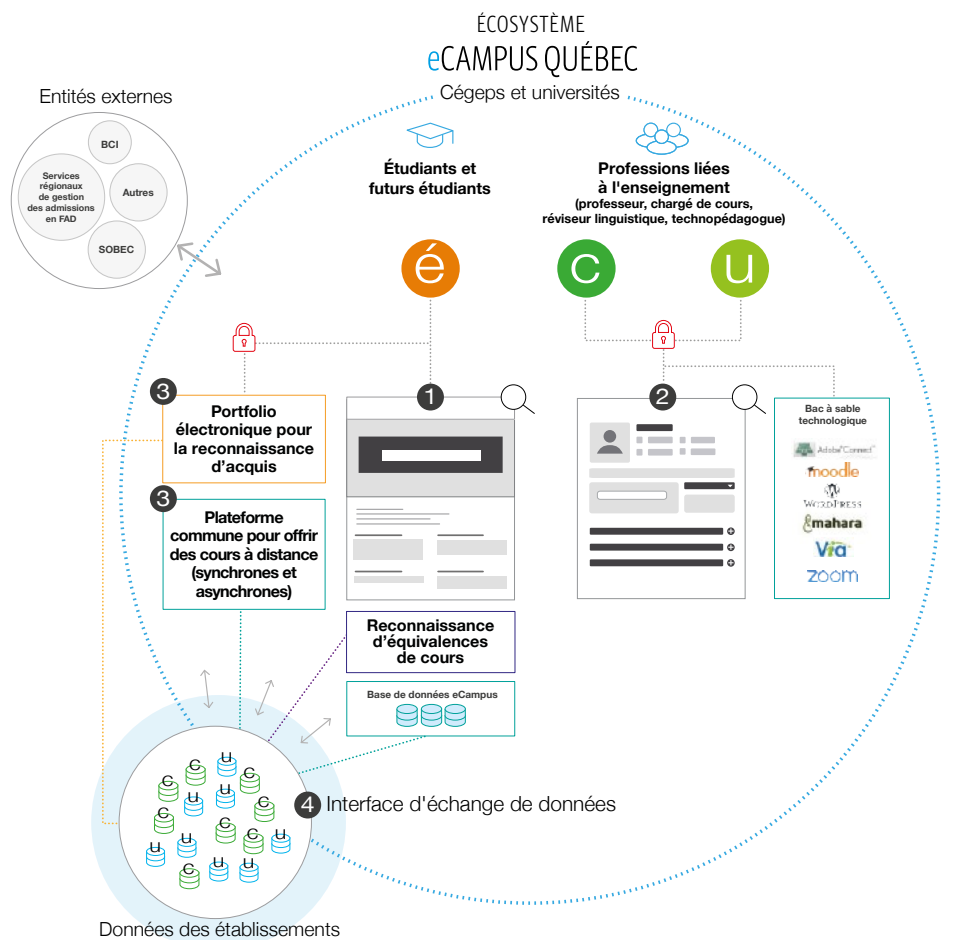 ÉCOSYSTÈME
eCAMPUS QUÉBEC
Cégeps et universités
Entités externes
BCI
Services
régionaux
de gestion
des admissions
en FAD
Autres
SOBEC
Étudiants et
futurs étudiants
Professions liées
à l'enseignement
(professeur, chargé de cours,
réviseur linguistique, technopédagogue)
é
c
u
3
Portfolio
électronique pour
la reconnaissance
d'acquis
3
Plateforme
commune pour offrir
des cours à distance
(synchrones et
asynchrones)
1
2
Bac à sable
technologique
Adobe Connect™
moodle
WORDPRESS
mahara
Via
zoom
Reconnaissance
d'équivalences
de cours
Base de données eCampus
4 Interface d'échange de données
u
c
c
c
u
u
c
c
c
u
c
u
u
u
u
u
c
Données des établissements